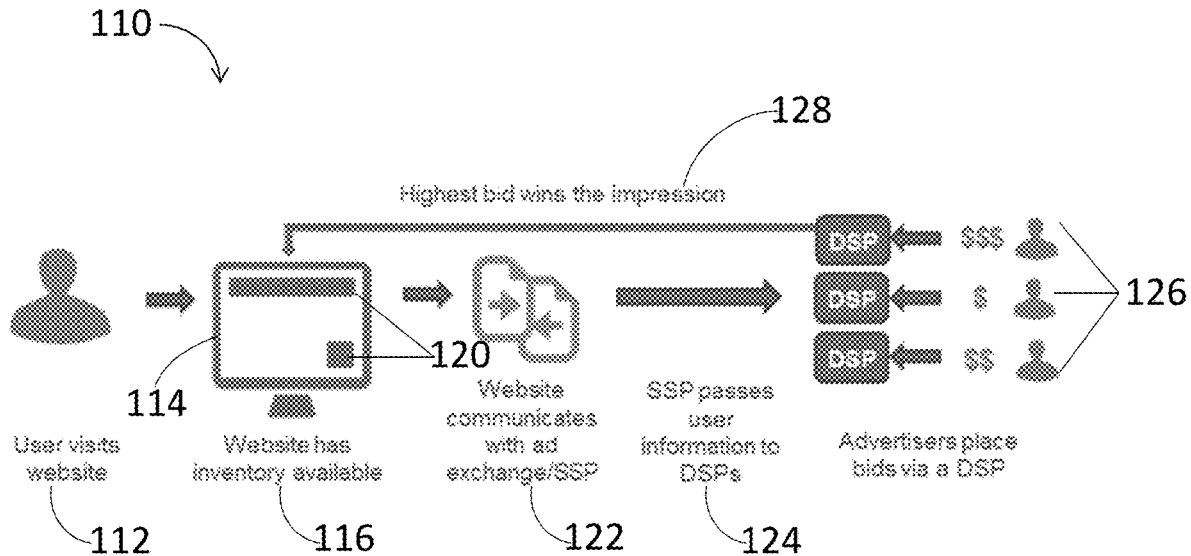 110
128
Highest bid wins the impression
DSP
$$$
DSP
$
126
DSP
$$
120
114
User visits
website
Website has
inventory available
Website
communicates
with ad
exchange/SSP
SSP passes
user
information to
DSPs
Advertisers place
bids via a DSP
112
116
122
124